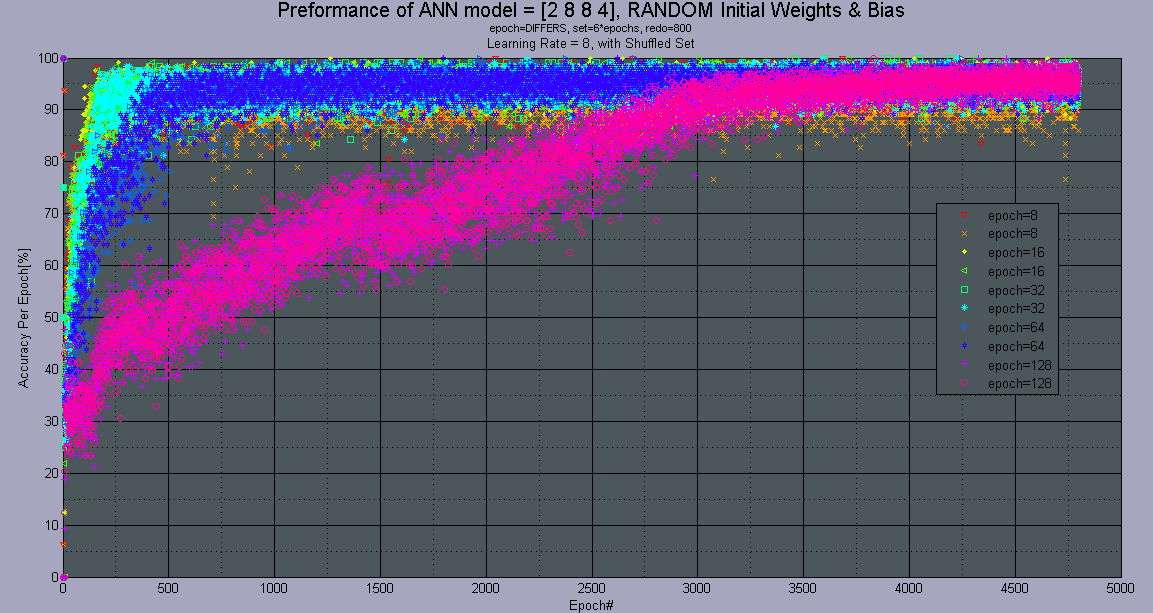 Preformance of ANN model = [2 8 8 4], RANDOM Initial Weights & Bias
epoch=DIFFERS, set=6*epochs, redo=800
Learning Rate = 8, with Shuffled Set
Accuracy Per Epoch[%]
100
90
80
70
60
50
40
30
20
10
0
epoch=8
epoch=8
epoch=16
epoch=16
epoch=32
epoch=32
epoch=64
epoch=64
epoch=128
epoch=128
0 500 1000 1500 2000 2500 3000 3500 4000 4500 5000
Epoch#